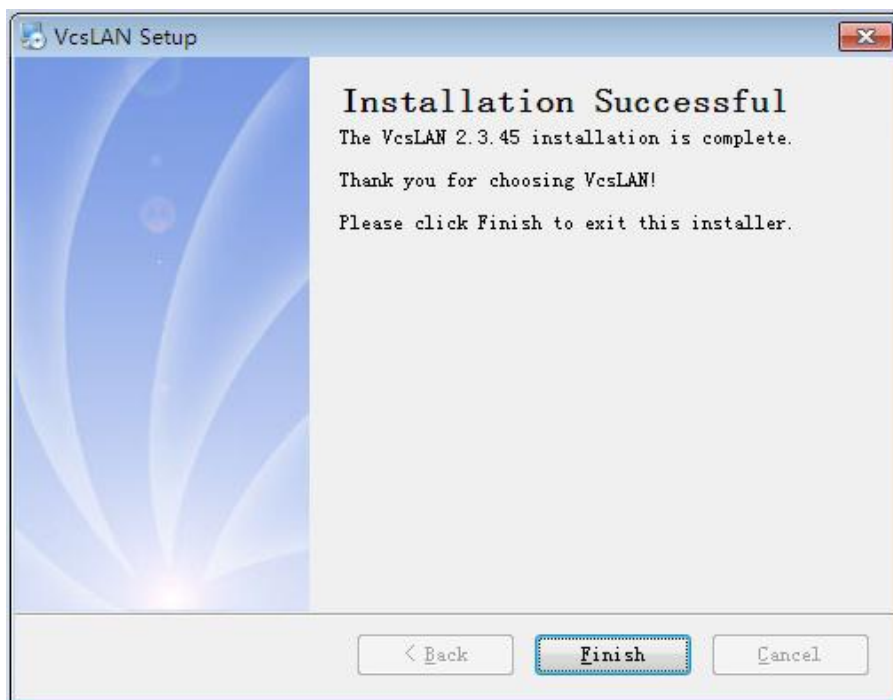 VcsLAN Setup
Installation Successful
The VcsLAN 2.3.45 installation is complete.
Thank you for choosing VcsLAN!
Please click Finish to exit this installer.
< Back
Finish
Cancel